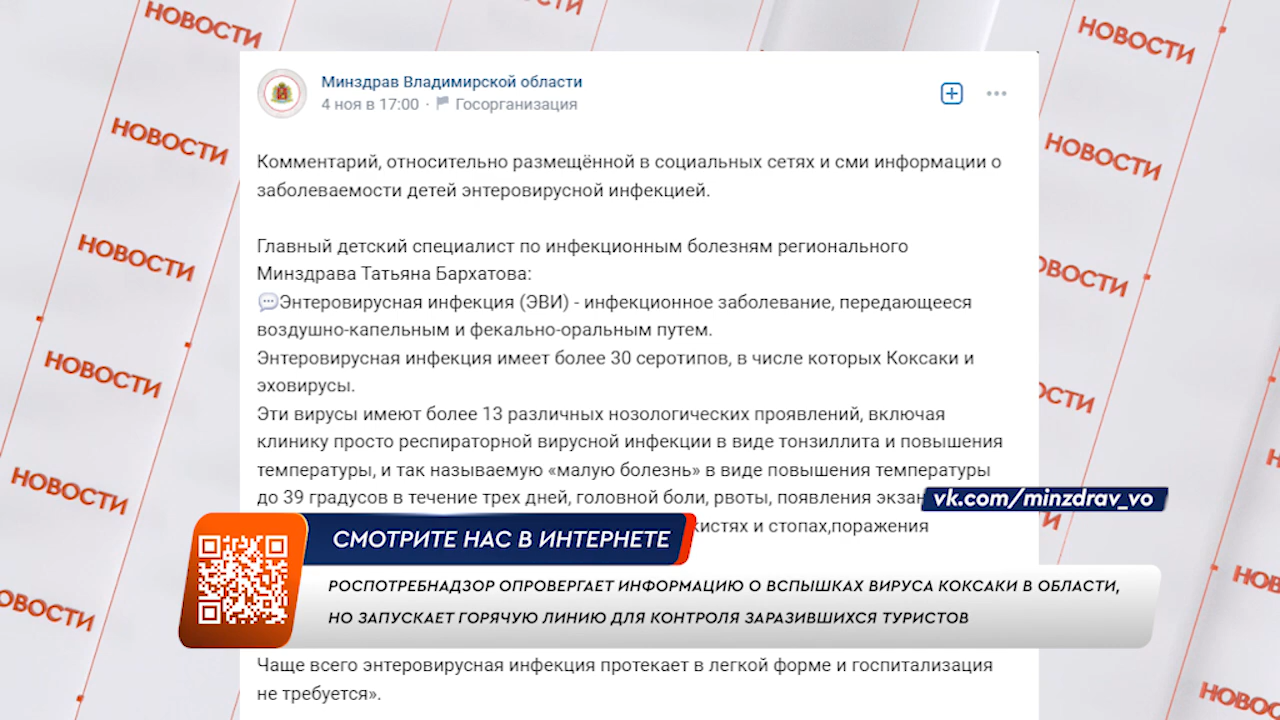 НОВОСТИ
НОВОСТИ
НОВОСТИ
НОВОСТИ
НОВОСТИ
НОВОСТИ
НОВОСТИ
Минздрав Владимирской области
4 ноя в 17:00 · Госорганизация
Комментарий, относительно размещённой в социальных сетях и сми информации о
заболеваемости детей энтеровирусной инфекцией.
Главный детский специалист по инфекционным болезням регионального
Минздрава Татьяна Бархатова:
💬Энтеровирусная инфекция (ЭВИ) - инфекционное заболевание, передающееся
воздушно-капельным и фекально-оральным путем.
Энтеровирусная инфекция имеет более 30 серотипов, в числе которых Коксаки и
эховирусы.
Эти вирусы имеют более 13 различных нозологических проявлений, включая
клинику просто респираторной вирусной инфекции в виде тонзиллита и повышения
температуры, и так называемую «малую болезнь» в виде повышения температуры
до 39 градусов в течение трех дней, головной боли, рвоты, появления
vk.com/minzdrav_vo
кистях и стопах,поражения
СМОТРИТЕ НАС В ИНТЕРНЕТЕ
РОСПОТРЕБНАДЗОР ОПРОВЕРГАЕТ ИНФОРМАЦИЮ О ВСПЫШКАХ ВИРУСА КОКСАКИ В ОБЛАСТИ,
НО ЗАПУСКАЕТ ГОРЯЧУЮ ЛИНИЮ ДЛЯ КОНТРОЛЯ ЗАРАЗИВШИХСЯ ТУРИСТОВ
Чаще всего энтеровирусная инфекция протекает в легкой форме и госпитализация
не требуется».